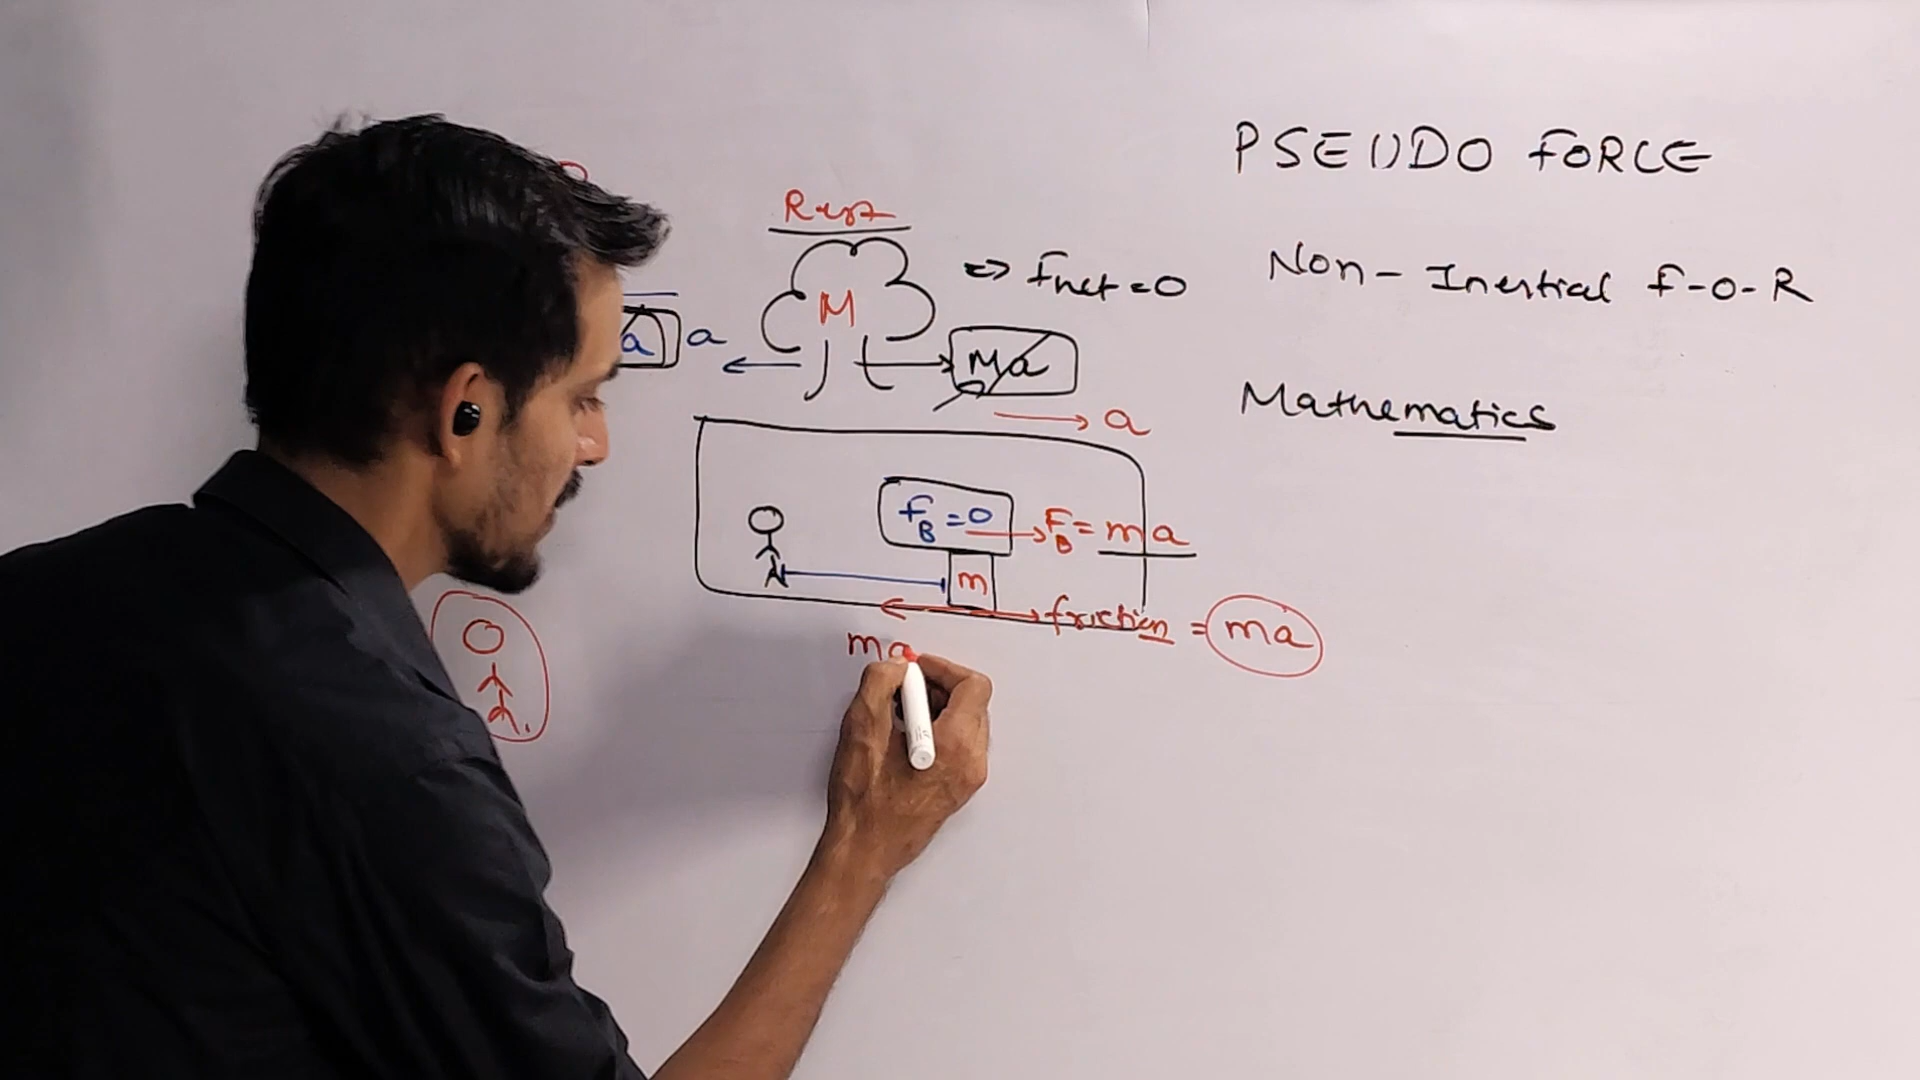 PSEUDO FORCE
Rest
M
=> Fnet = 0
Non-Inertial F-O-R
a
a
Ma
a
Mathematics
fB = 0
FB = ma
m
friction = ma
ma